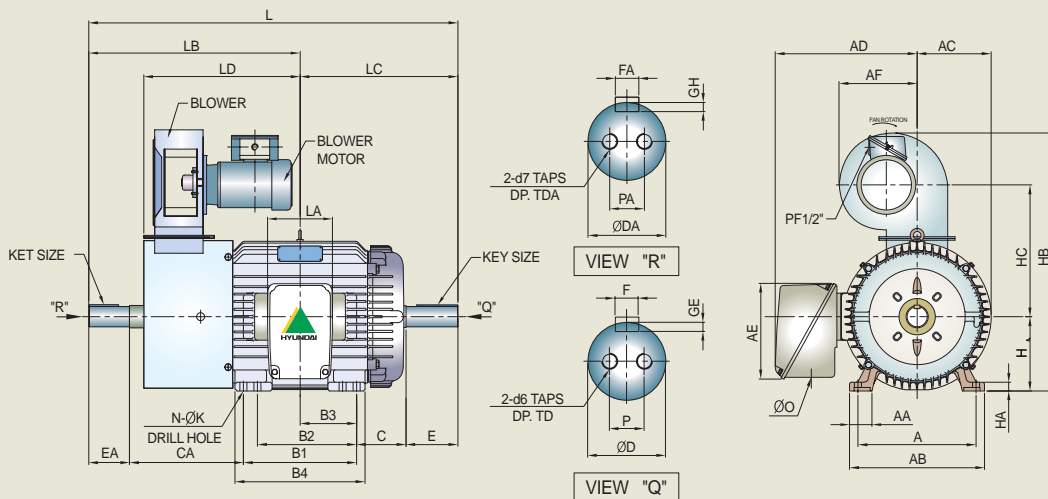 L
LB
LD
LC
BLOWER
BLOWER
MOTOR
LA
KET SIZE
KEY SIZE
"R"
"Q"
HYUNDAI
N-ØK
DRILL HOLE
B3
B2
C
E
EA
CA
B1
B4
FA
GH
2-d7 TAPS
DP. TDA
PA
ØDA
VIEW "R"
F
GE
2-d6 TAPS
DP. TD
P
ØD
VIEW "Q"
AD
AC
AF
FAN ROTATION
PF1/2"
HC
HB
AE
H
ØO
AA
HA
A
AB